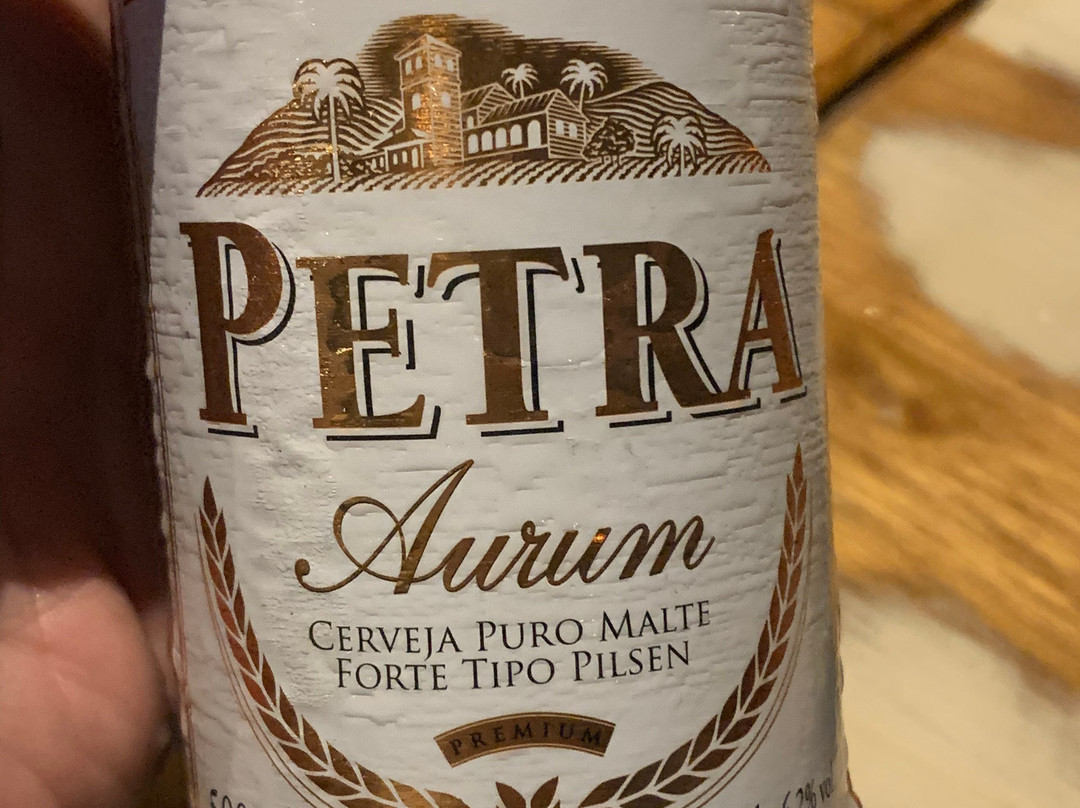 PETRA
Aurum
CERVEJA PURO MALTE
FORTE TIPO PILSEN
PREMIUM